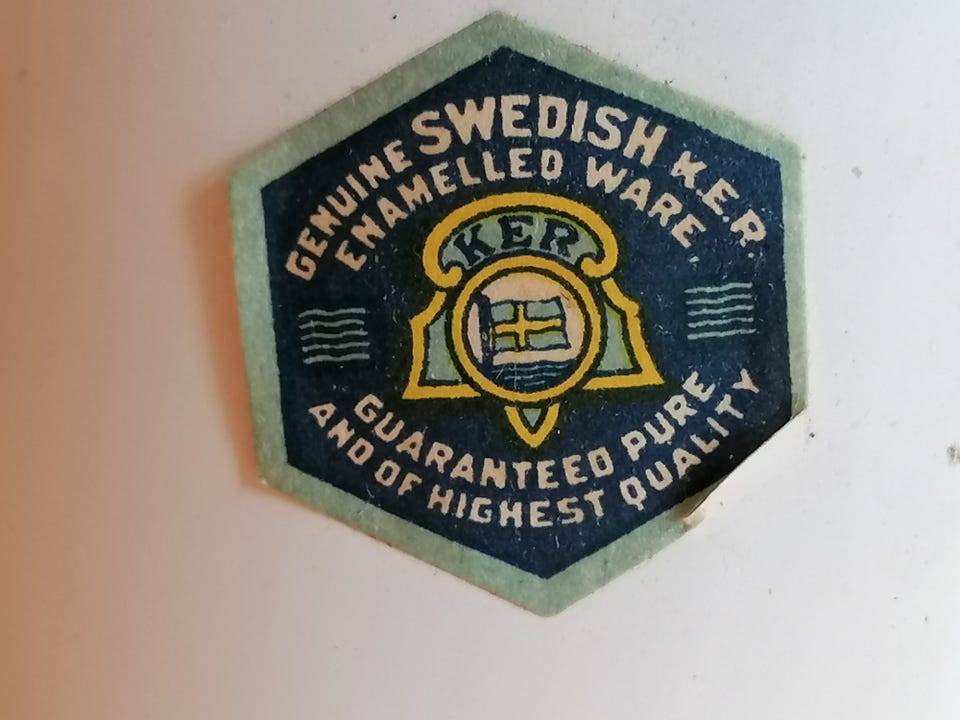 GENUINE SWEDISH K.E.R.
ENAMELLED WARE,
KER
GUARANTEED PURE
AND OF HIGHEST QUALITY